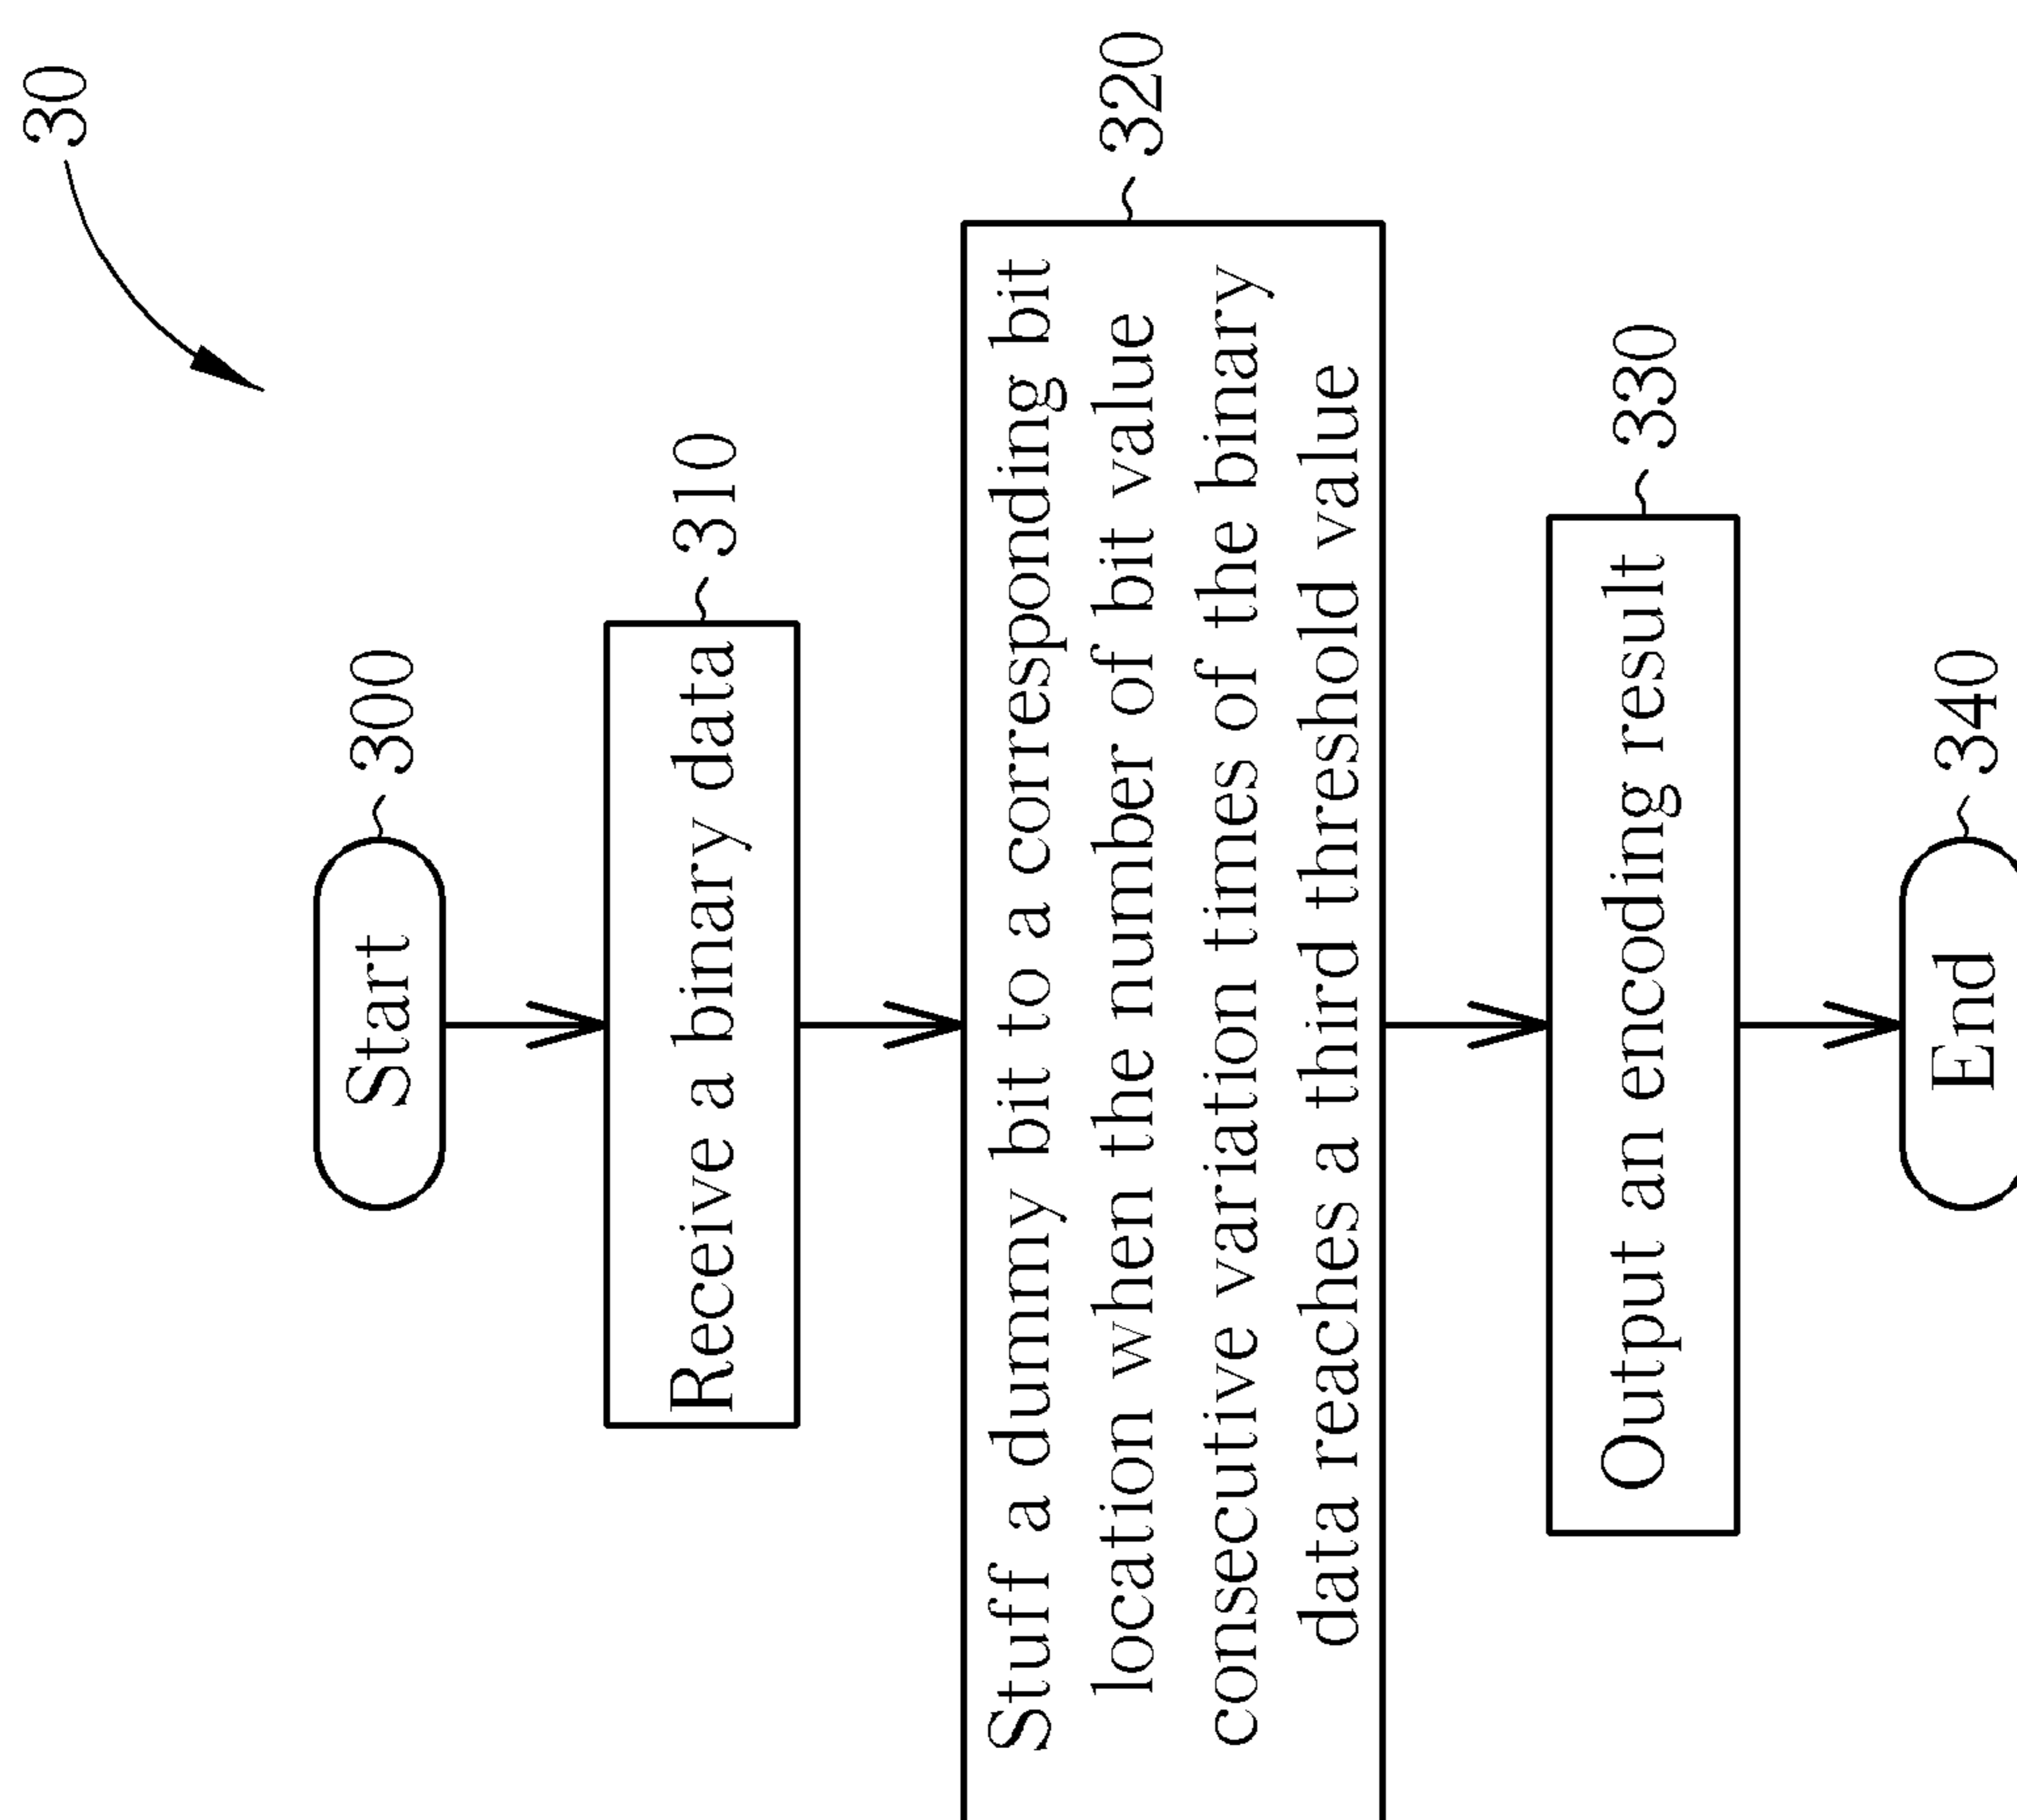 30
Start
300
Receive a binary data
310
Stuff a dummy bit to a corresponding bit
location when the number of bit value
consecutive variation times of the binary
data reaches a third threshold value
320
Output an encoding result
330
End
340